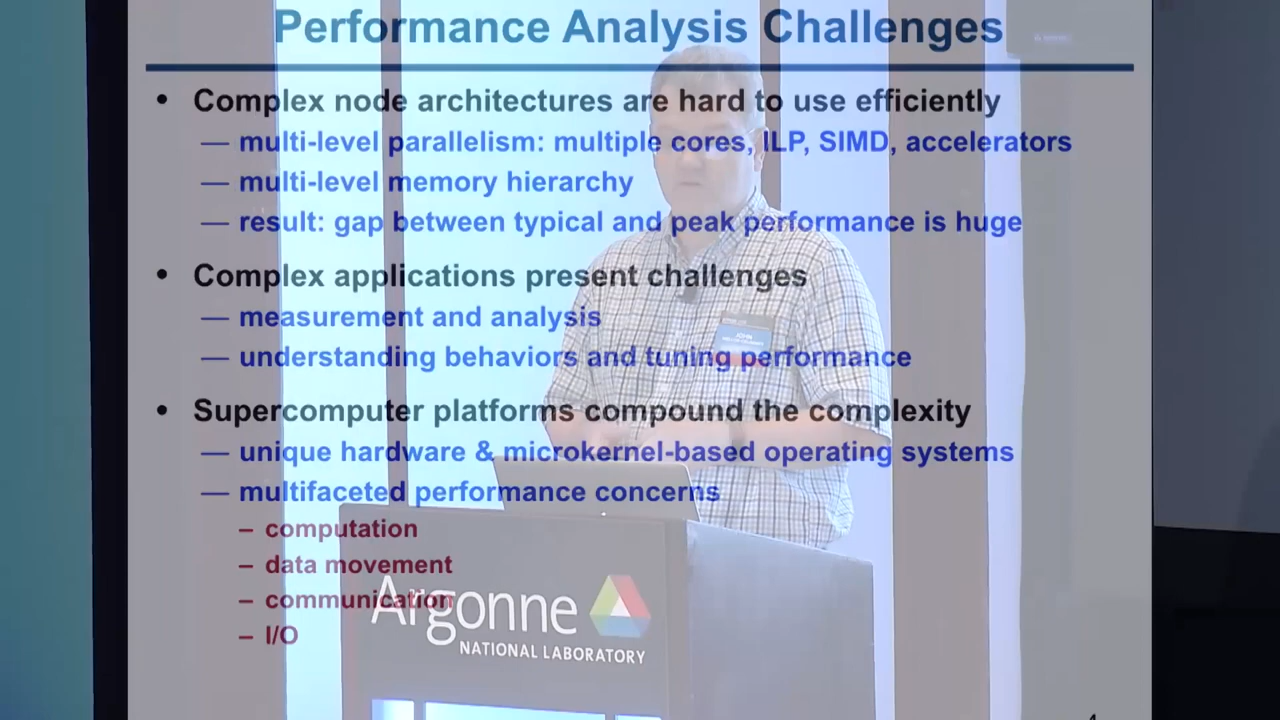 Performance Analysis Challenges
• Complex node architectures are hard to use efficiently
— multi-level parallelism: multiple cores, ILP, SIMD, accelerators
— multi-level memory hierarchy
— result: gap between typical and peak performance is huge
• Complex applications present challenges
— measurement and analysis
— understanding behaviors and tuning performance
• Supercomputer platforms compound the complexity
— unique hardware & microkernel-based operating systems
— multifaceted performance concerns
– computation
– data movement
– communication
– I/O
JOHN
Argonne
NATIONAL LABORATORY